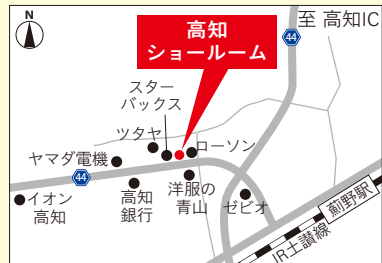 N
至 高知IC
44
高知
ショールーム
スター
バックス
ツタヤ
ローソン
ヤマダ電機
44
イオン
高知
高知
銀行
洋服の
青山
ゼビオ
薊野駅
JR土讃線